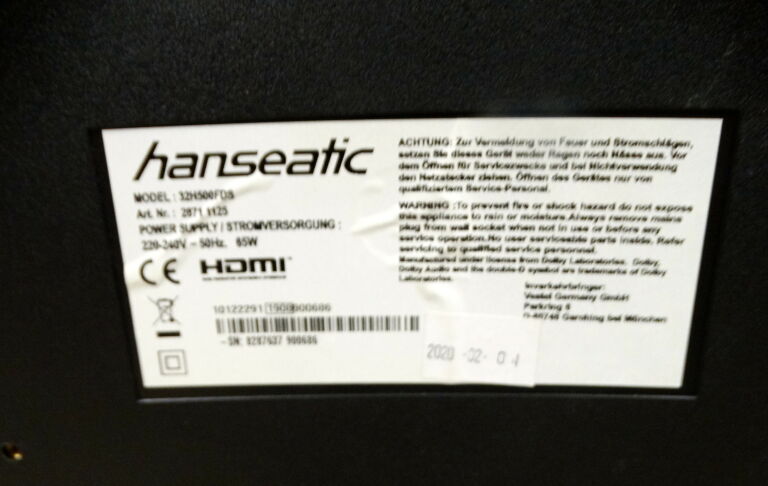 hanseatic
MODEL : 32H500FDS
Art. Nr. : 2871 1125
POWER SUPPLY / STROMVERSORGUNG :
220-240V ~ 50Hz, 65W
CE HDMI
10122291 1908 900686
-SN: 8287637 900686
ACHTUNG: Zur Vermeidung von Feuer und Stromschlägen,
setzen Sie dieses Gerät weder Regen noch Nässe aus. Vor
dem Öffnen für Servicezwecke und bei Nichtverwendung
den Netzstecker ziehen. Öffnen des Gerätes nur von
qualifiziertem Service-Personal.
WARNING :To prevent fire or shock hazard do not expose
this appliance to rain or moisture.Always remove mains
plug from wall socket when not in use or before any
service operation.No user serviceable parts inside. Refer
servicing to qualified service personnel.
Manufactured under license from Dolby Laboratories. Dolby,
Dolby Audio and the double-D symbol are trademarks of Dolby
Laboratories.
Inverkehrbringer:
Vestel Germany GmbH
Parkring 6
Garching bei München
2020 -02- 04